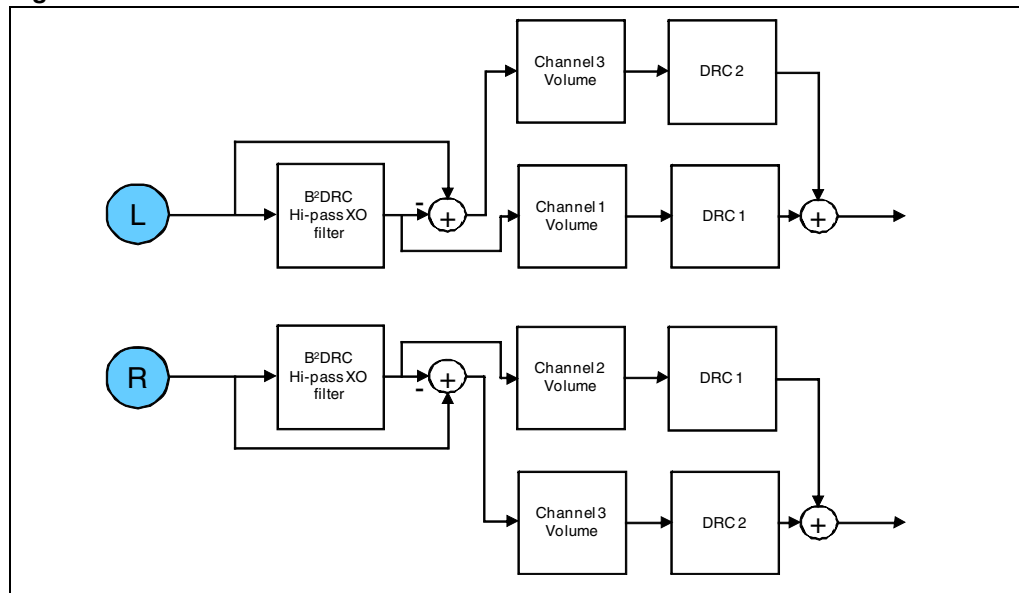 Channel 3
Volume
DRC 2
L
B²DRC
Hi-pass XO
filter
-
+
Channel 1
Volume
DRC 1
+
R
B²DRC
Hi-pass XO
filter
-
+
Channel 2
Volume
DRC 1
Channel 3
Volume
DRC 2
+